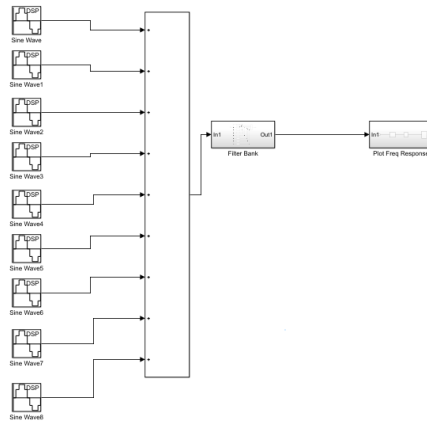 DSP
Sine Wave
DSP
Sine Wave1
DSP
Sine Wave2
DSP
Sine Wave3
DSP
Sine Wave4
DSP
Sine Wave5
DSP
Sine Wave6
DSP
Sine Wave7
DSP
Sine Wave8
In1 Out1
Filter Bank
In1
Plot Freq Response